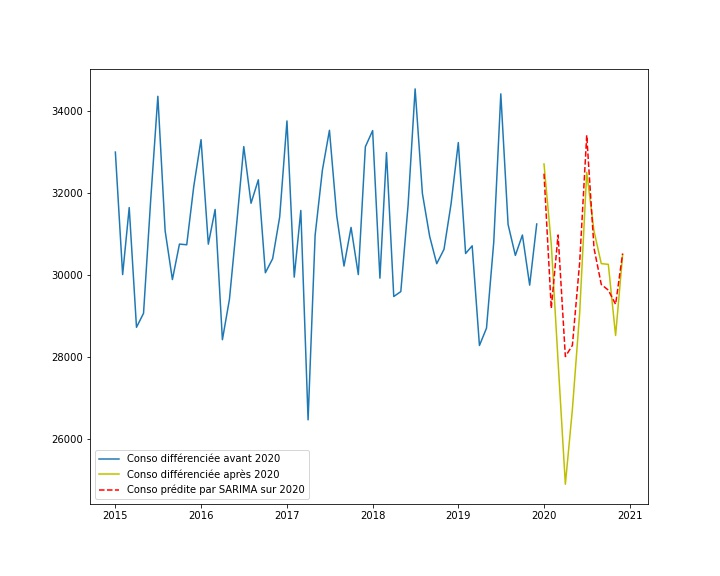 34000
32000
30000
28000
26000
Conso différenciée avant 2020
Conso différenciée après 2020
Conso prédite par SARIMA sur 2020
2015 2016 2017 2018 2019 2020 2021